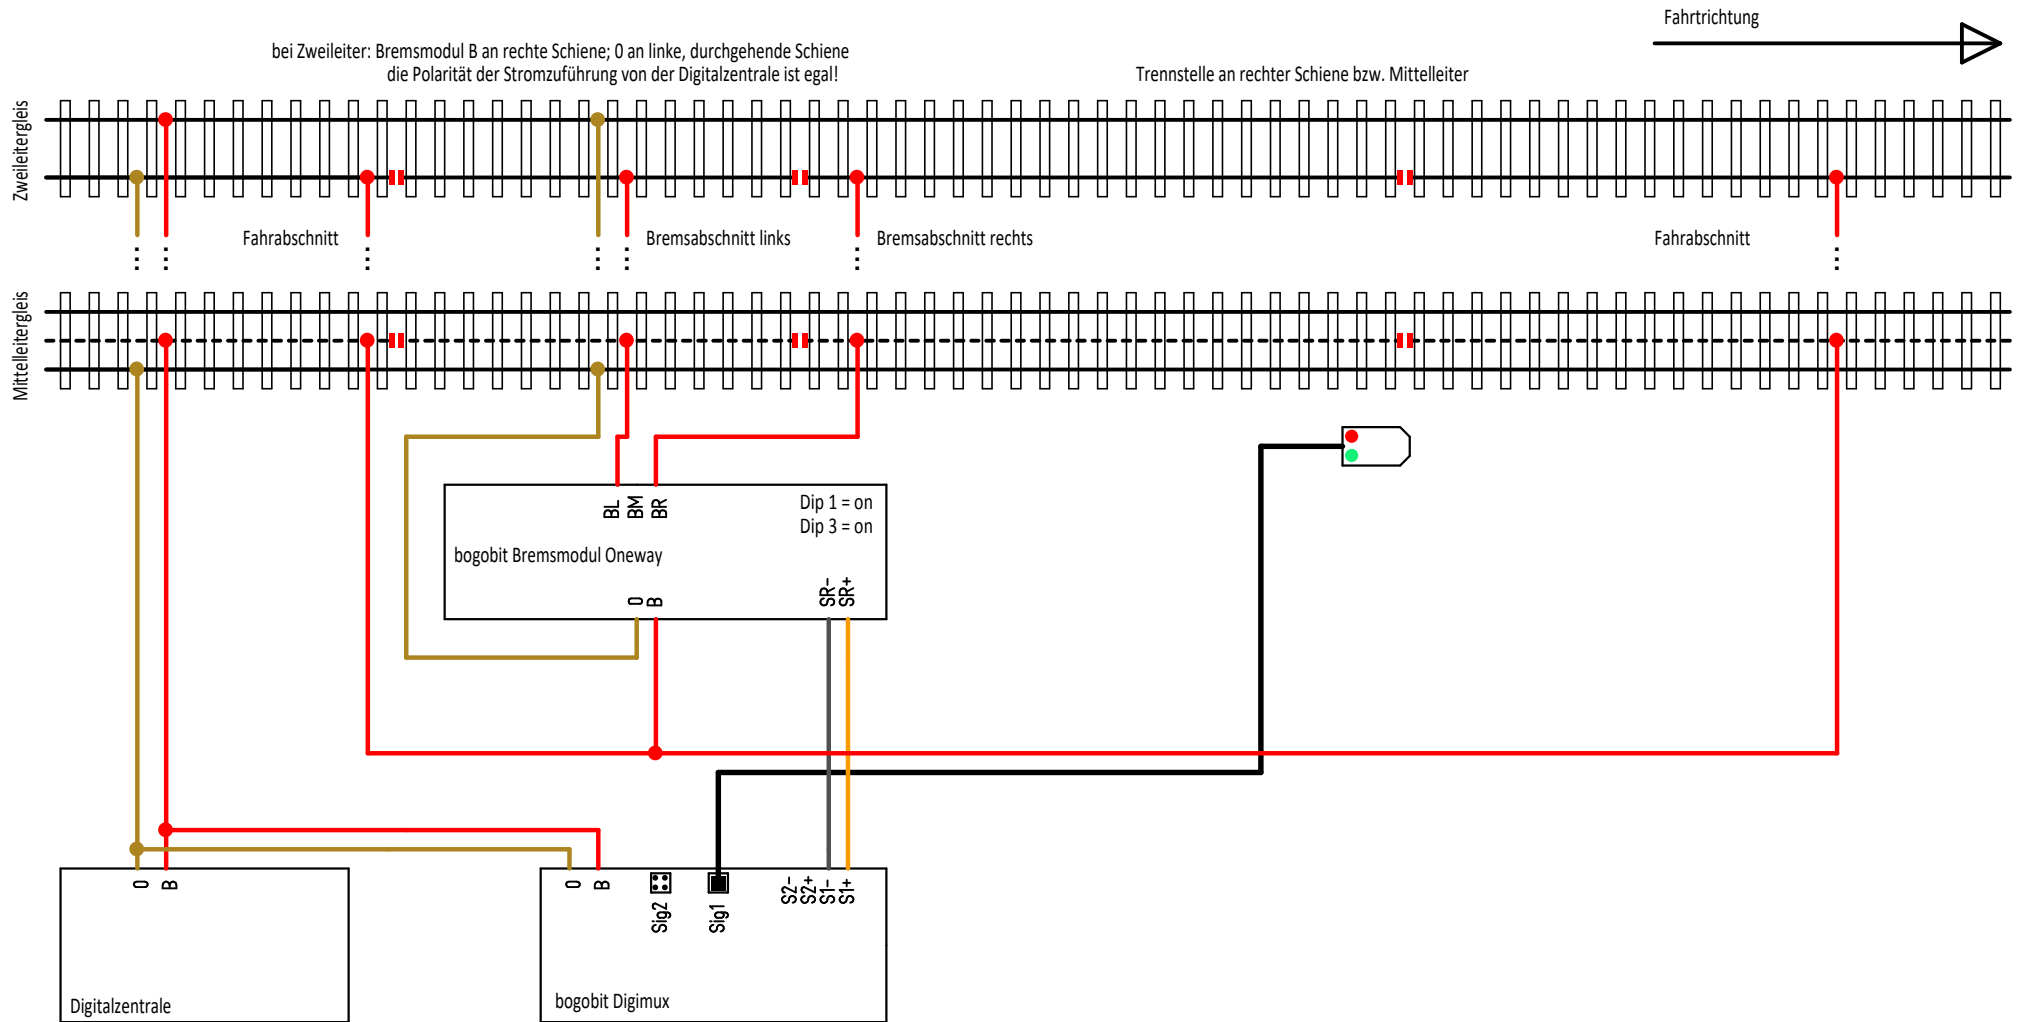 Fahrtrichtung
bei Zweileiter: Bremsmodul B an rechte Schiene; 0 an linke, durchgehende Schiene
die Polarität der Stromzuführung von der Digitalzentrale ist egal!
Trennstelle an rechter Schiene bzw. Mittelleiter
Zweileitergleis
Fahrabschnitt
Bremsabschnitt links
Bremsabschnitt rechts
Fahrabschnitt
Mittelleitergleis
BL
BM
BR
Dip 1 = on
Dip 3 = on
bogobit Bremsmodul Oneway
0
B
SR-
SR+
0
B
Digitalzentrale
0
B
Sig2
Sig1
S2-
S2+
S1-
S1+
bogobit Digimux